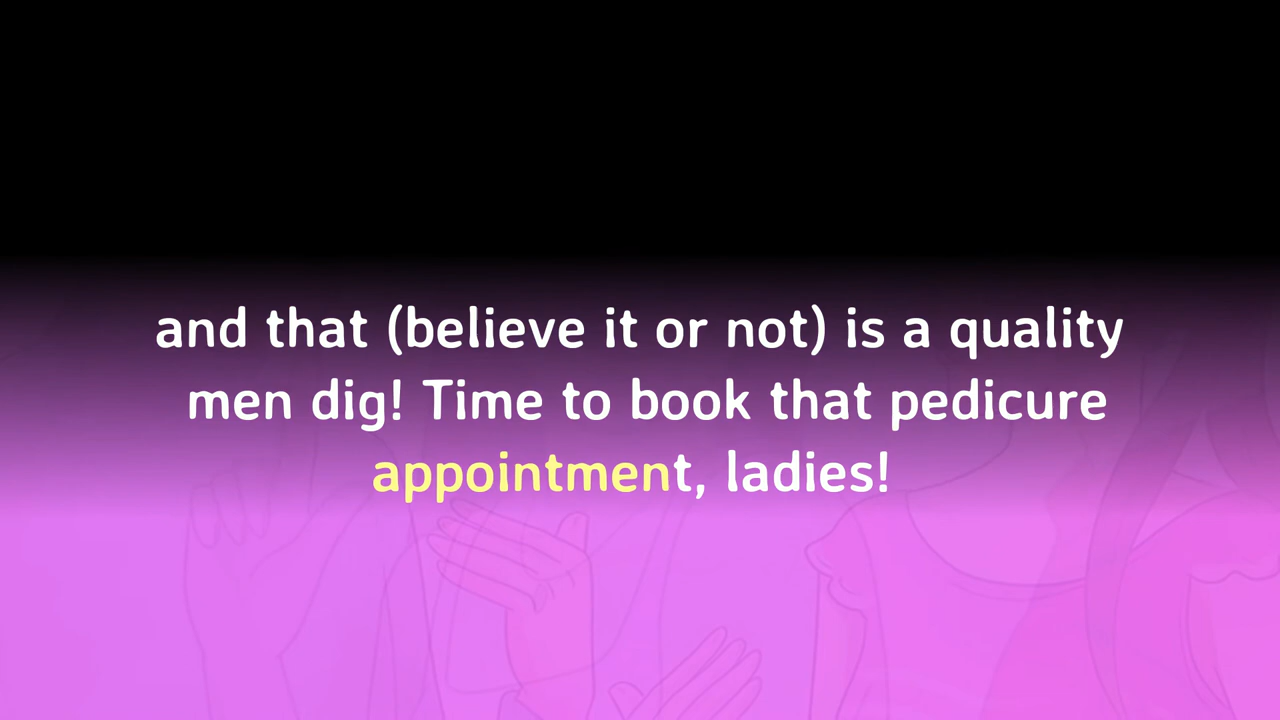 and that (believe it or not) is a quality
men dig! Time to book that pedicure
appointment, ladies!